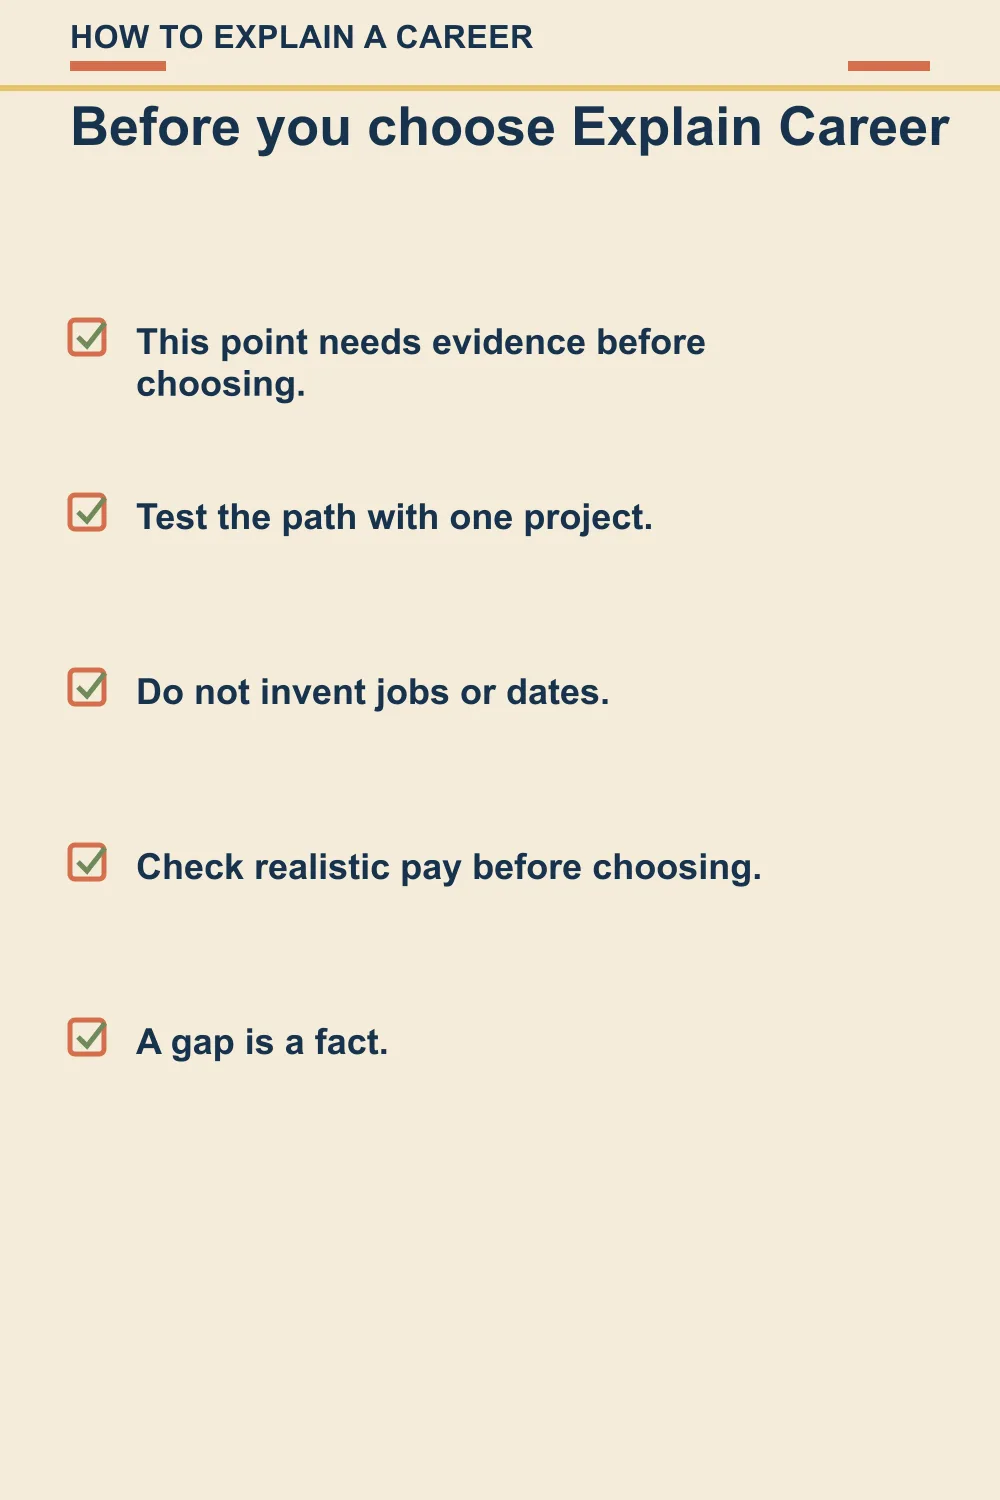 HOW TO EXPLAIN A CAREER
Before you choose Explain Career
This point needs evidence before
choosing.
Test the path with one project.
Do not invent jobs or dates.
Check realistic pay before choosing.
A gap is a fact.